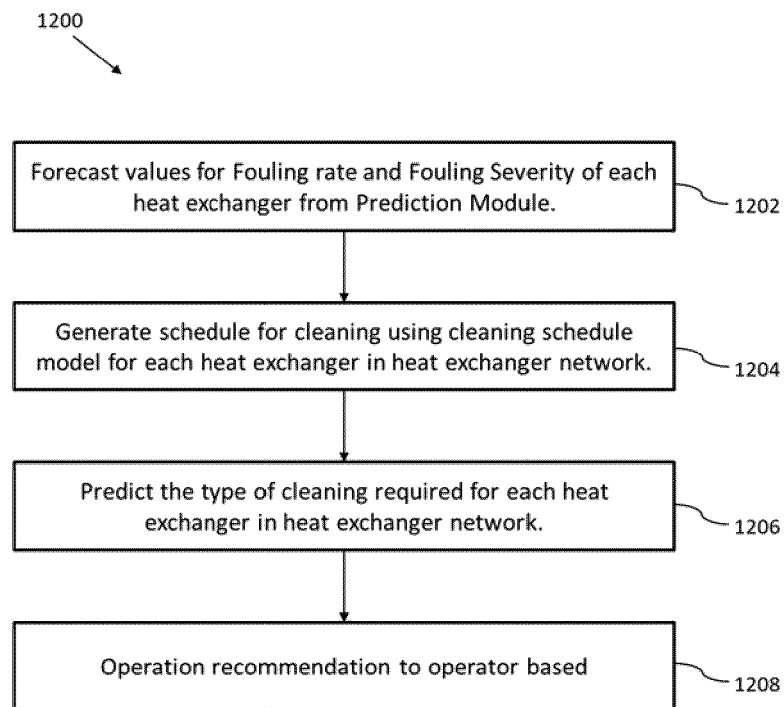 1200
Forecast values for Fouling rate and Fouling Severity of each
heat exchanger from Prediction Module.
1202
Generate schedule for cleaning using cleaning schedule
model for each heat exchanger in heat exchanger network.
1204
Predict the type of cleaning required for each heat
exchanger in heat exchanger network.
1206
Operation recommendation to operator based
1208